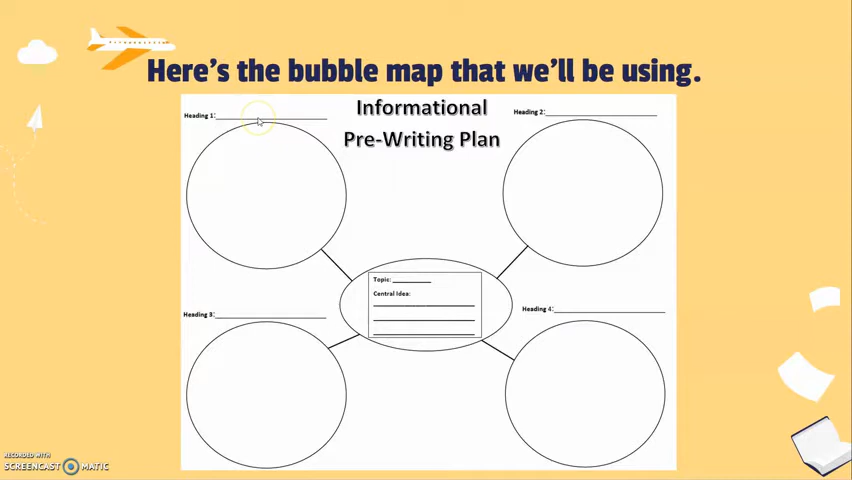 Here's the bubble map that we'll be using.
Informational
Pre-Writing Plan
Heading 1:
Heading 2:
Topic:
Central Idea:
Heading 3:
Heading 4:
RECORDED WITH
SCREENCAST MATIC